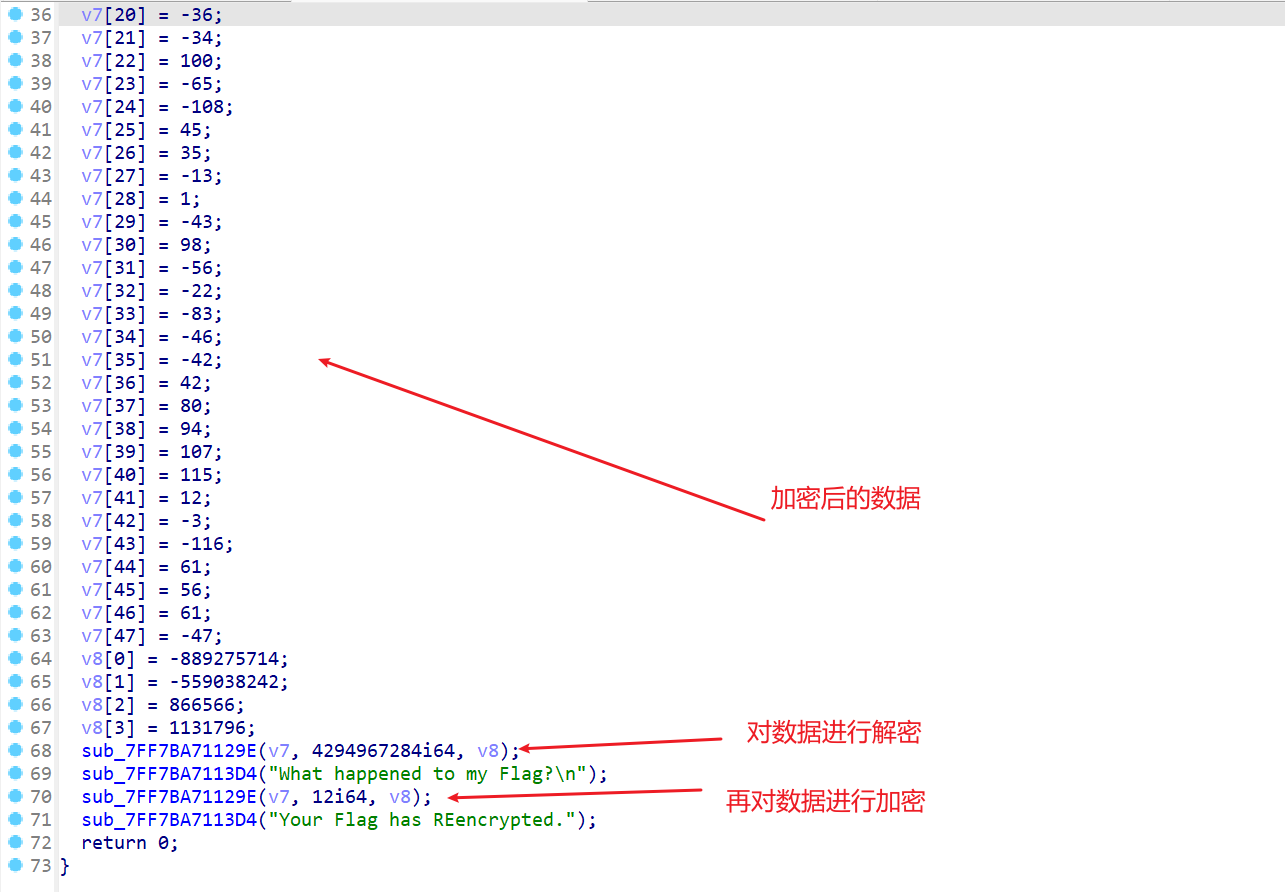 36 v7[20] = -36;
37 v7[21] = -34;
38 v7[22] = 100;
39 v7[23] = -65;
40 v7[24] = -108;
41 v7[25] = 45;
42 v7[26] = 35;
43 v7[27] = -13;
44 v7[28] = 1;
45 v7[29] = -43;
46 v7[30] = 98;
47 v7[31] = -56;
48 v7[32] = -22;
49 v7[33] = -83;
50 v7[34] = -46;
51 v7[35] = -42;
52 v7[36] = 42;
53 v7[37] = 80;
54 v7[38] = 94;
55 v7[39] = 107;
56 v7[40] = 115;
57 v7[41] = 12;
加密后的数据
58 v7[42] = -3;
59 v7[43] = -116;
60 v7[44] = 61;
61 v7[45] = 56;
62 v7[46] = 61;
63 v7[47] = -47;
64 v8[0] = -889275714;
65 v8[1] = -559038242;
66 v8[2] = 866566;
67 v8[3] = 1131796;
对数据进行解密
68 sub_7FF7BA71129E(v7, 4294967284i64, v8);
69 sub_7FF7BA7113D4("What happened to my Flag?\n");
70 sub_7FF7BA71129E(v7, 12i64, v8);
再对数据进行加密
71 sub_7FF7BA7113D4("Your Flag has REencrypted.");
72 return 0;
73 }